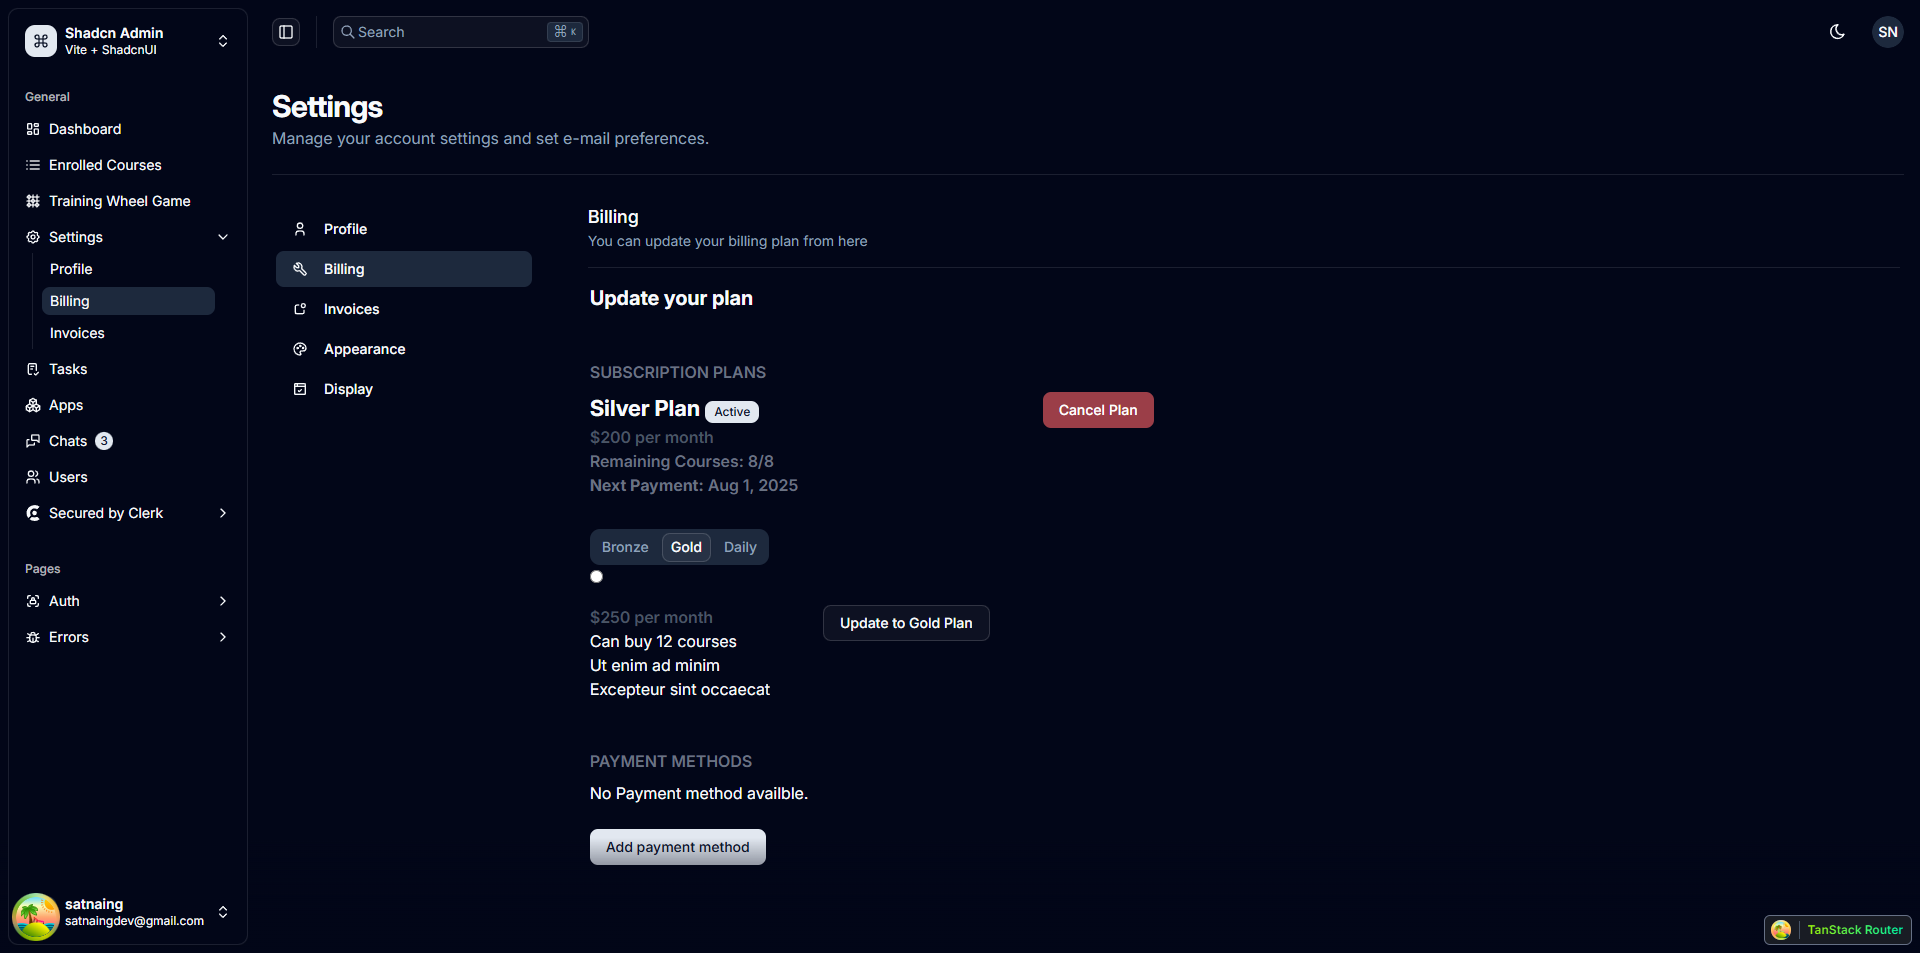 Shadcn Admin
Vite + ShadcnUI
General
Dashboard
Enrolled Courses
Training Wheel Game
Settings
Profile
Billing
Invoices
Tasks
Apps
Chats 3
Users
Secured by Clerk
Pages
Auth
Errors
satnaing
satnaingdev@gmail.com
Search ⌘ K
SN
Settings
Manage your account settings and set e-mail preferences.
Profile
Billing
Invoices
Appearance
Display
Billing
You can update your billing plan from here
Update your plan
SUBSCRIPTION PLANS
Silver Plan Active
Cancel Plan
$200 per month
Remaining Courses: 8/8
Next Payment: Aug 1, 2025
Bronze Gold Daily
$250 per month
Update to Gold Plan
Can buy 12 courses
Ut enim ad minim
Excepteur sint occaecat
PAYMENT METHODS
No Payment method availble.
Add payment method
TanStack Router